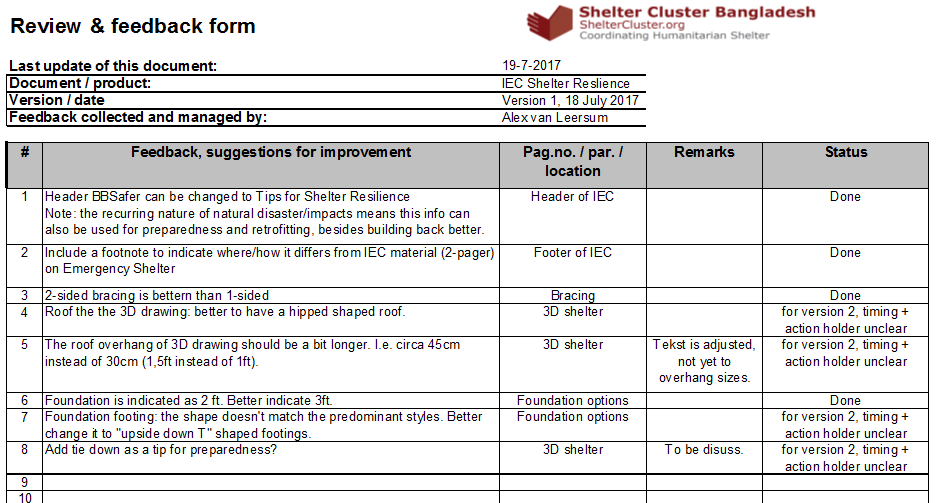 Review & feedback form
Shelter Cluster Bangladesh
ShelterCluster.org
Coordinating Humanitarian Shelter
Last update of this document: 19-7-2017
Document / product: IEC Shelter Reslience
Version / date Version 1, 18 July 2017
Feedback collected and managed by: Alex van Leersum
# Feedback, suggestions for improvement Pag.no. / par. / Remarks Status
location
1 Header BBSafer can be changed to Tips for Shelter Resilience Header of IEC Done
Note: the recurring nature of natural disaster/impacts means this info can
also be used for preparedness and retrofitting, besides building back better.
2 Include a footnote to indicate where/how it differs from IEC material (2-pager) Footer of IEC Done
on Emergency Shelter
3 2-sided bracing is bettern than 1-sided Bracing Done
4 Roof the the 3D drawing: better to have a hipped shaped roof. 3D shelter for version 2, timing +
action holder unclear
5 The roof overhang of 3D drawing should be a bit longer. I.e. circa 45cm 3D shelter Tekst is adjusted, for version 2, timing +
instead of 30cm (1,5ft instead of 1ft). not yet to action holder unclear
overhang sizes.
6 Foundation is indicated as 2 ft. Better indicate 3ft. Foundation options Done
7 Foundation footing: the shape doesn't match the predominant styles. Better Foundation options for version 2, timing +
change it to "upside down T" shaped footings. action holder unclear
8 Add tie down as a tip for preparedness? 3D shelter To be disuss. for version 2, timing +
action holder unclear
9
10